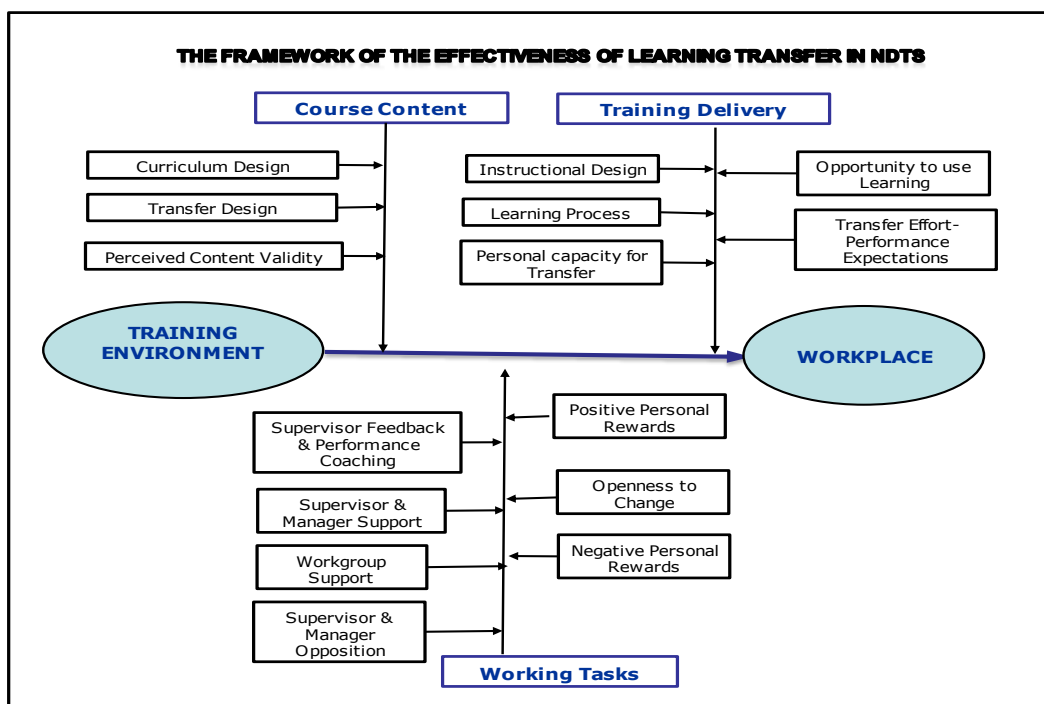 THE FRAMEWORK OF THE EFFECTIVENESS OF LEARNING TRANSFER IN NDTS
Course Content
Training Delivery
Curriculum Design
Transfer Design
Perceived Content Validity
Instructional Design
Learning Process
Personal capacity for
Transfer
Opportunity to use
Learning
Transfer Effort-
Performance
Expectations
TRAINING
ENVIRONMENT
WORKPLACE
Supervisor Feedback
& Performance
Coaching
Supervisor &
Manager Support
Workgroup
Support
Supervisor &
Manager
Opposition
Positive Personal
Rewards
Openness to
Change
Negative Personal
Rewards
Working Tasks